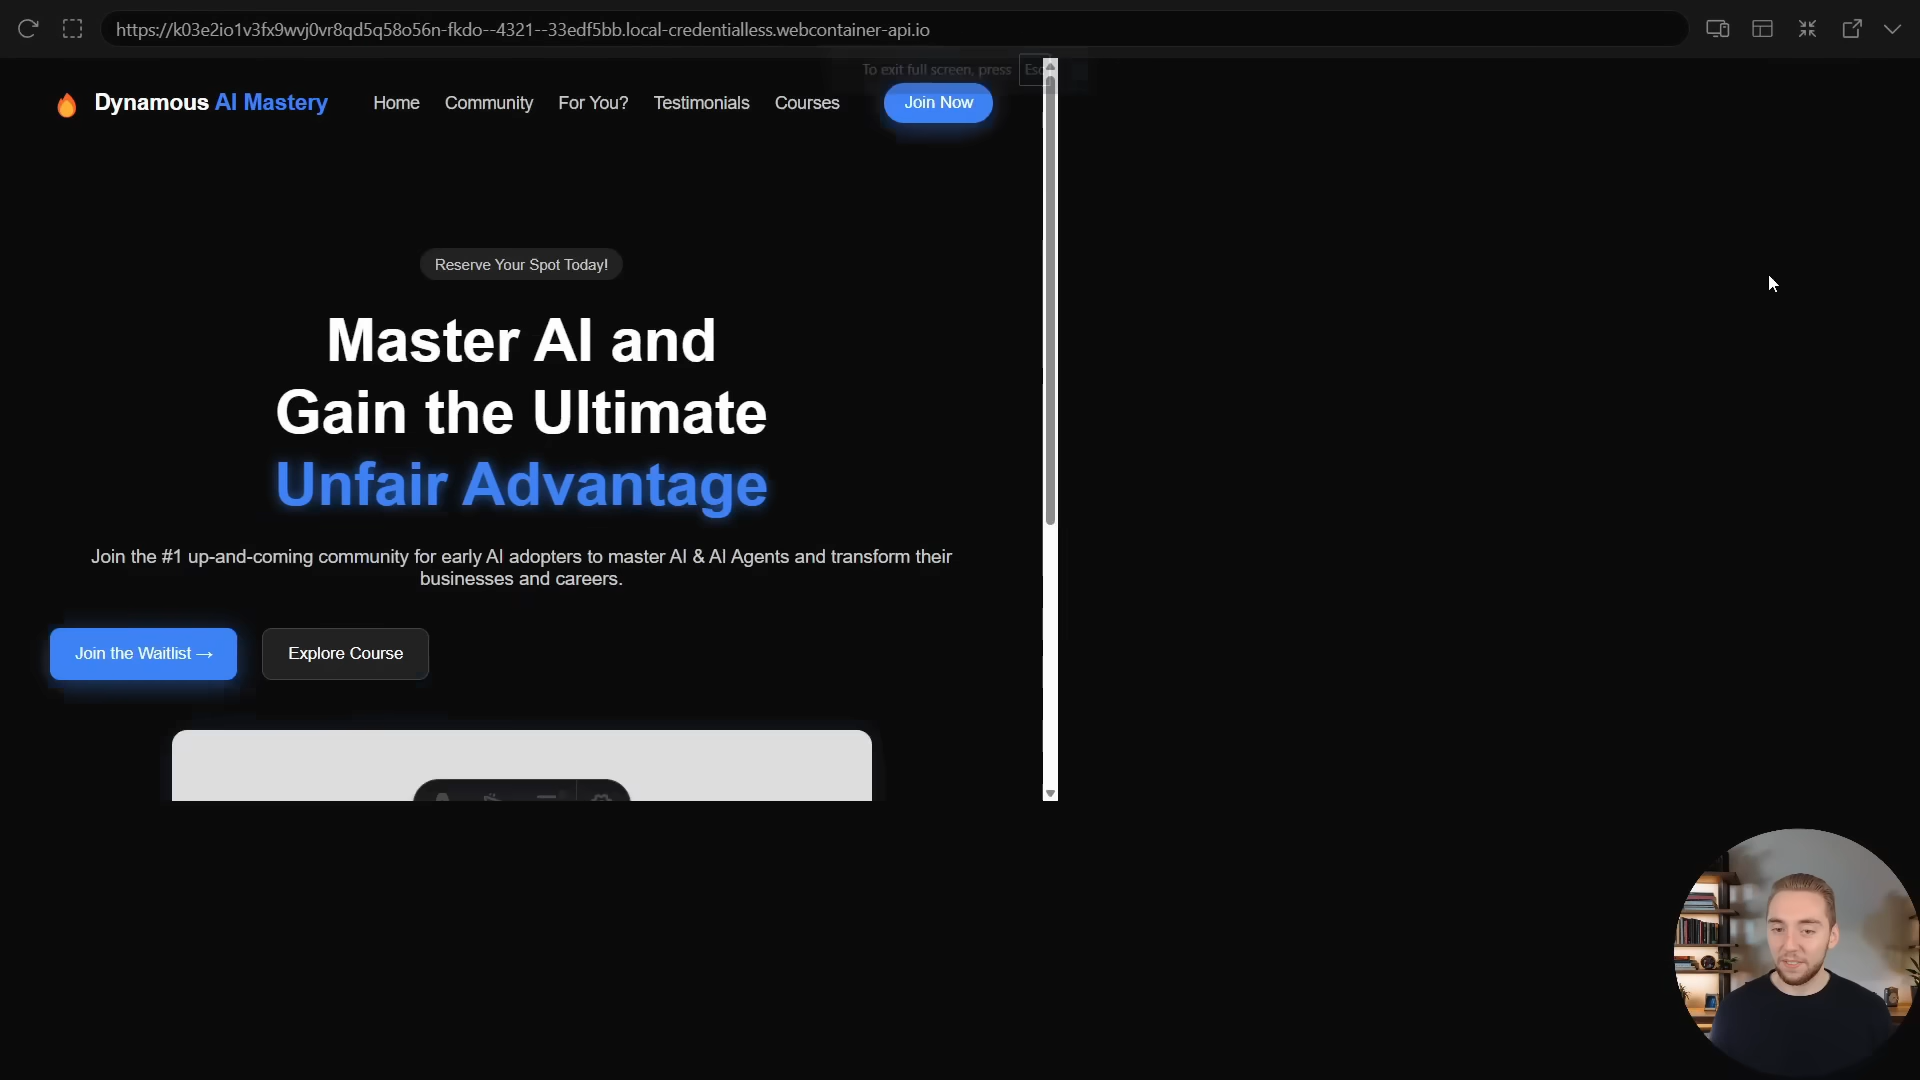 https://k03e2io1v3fx9wvj0vr8qd5q58o56n-fkdo--4321--33edf5bb.local-credentialless.webcontainer-api.io
To exit full screen, press Esc
Dynamous AI Mastery Home Community For You? Testimonials Courses Join Now
Reserve Your Spot Today!
Master AI and
Gain the Ultimate
Unfair Advantage
Join the #1 up-and-coming community for early AI adopters to master AI & AI Agents and transform their
businesses and careers.
Join the Waitlist → Explore Course